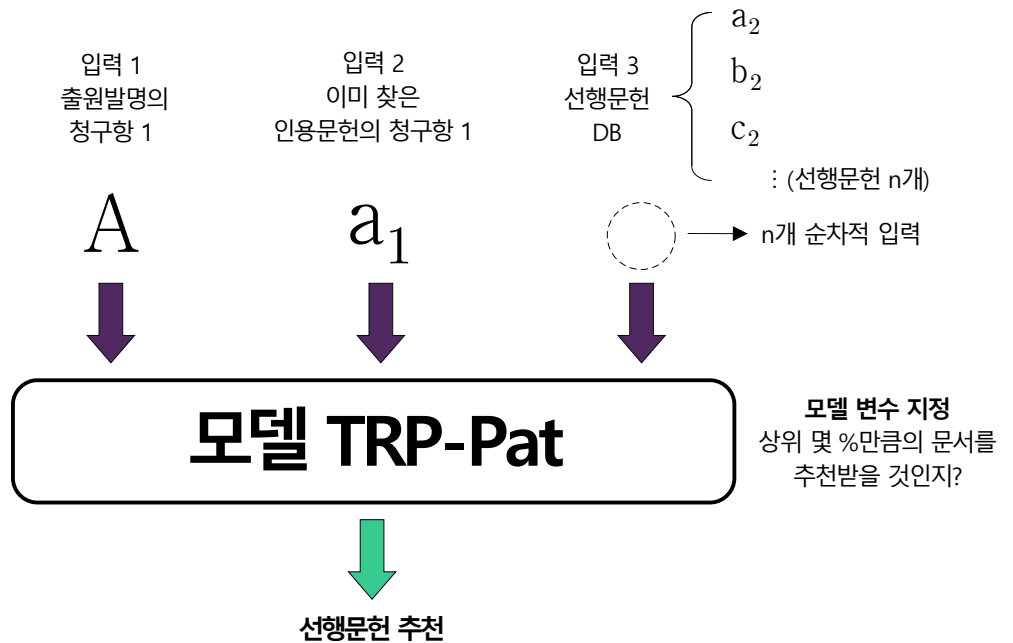 입력 1
출원발명의
청구항 1
입력 2
이미 찾은
인용문헌의 청구항 1
입력 3
선행문헌
DB
a₂
b₂
c₂
⋮ (선행문헌 n개)
A
a₁
n개 순차적 입력
모델 TRP-Pat
모델 변수 지정
상위 몇 %만큼의 문서를
추천받을 것인지?
선행문헌 추천